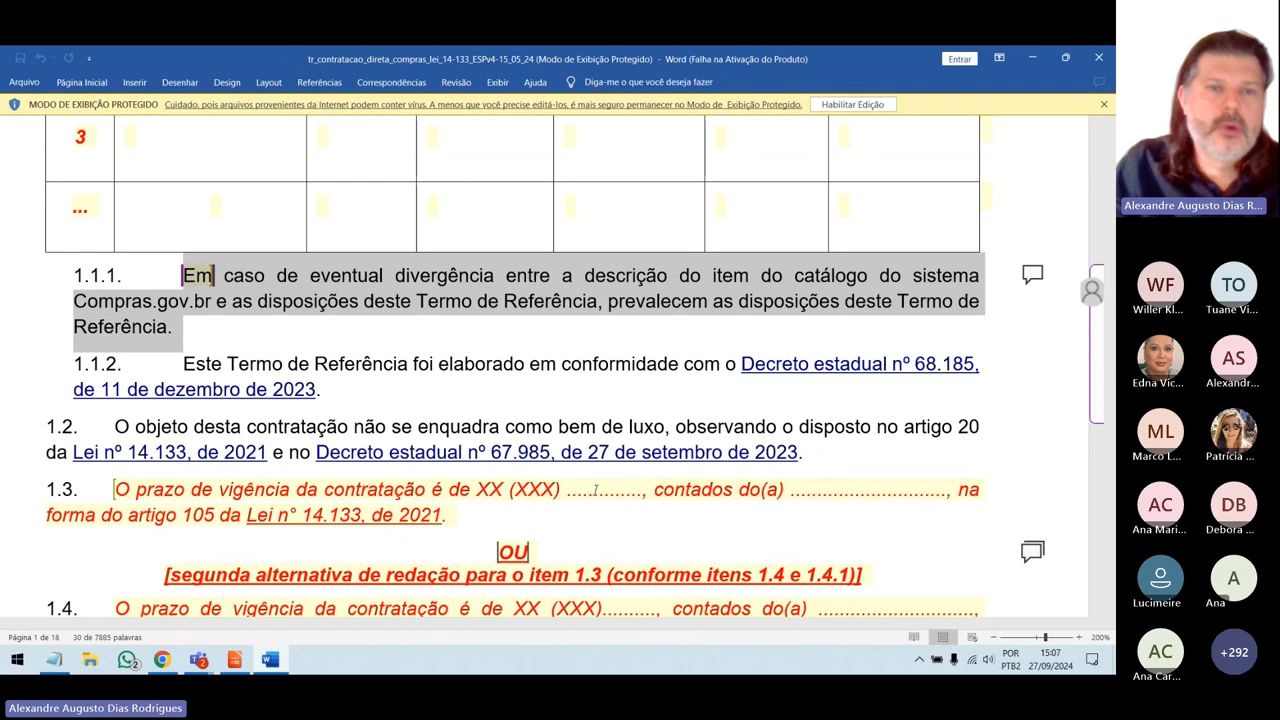 tr_contratacao_direta_compras_lei_14-133_ESPv4-15_05_24 (Modo de Exibição Protegido) - Word (Falha na Ativação do Produto)
Entrar
Arquivo Página Inicial Inserir Desenhar Design Layout Referências Correspondências Revisão Exibir Ajuda Diga-me o que você deseja fazer
MODO DE EXIBIÇÃO PROTEGIDO Cuidado, pois arquivos provenientes da Internet podem conter vírus. A menos que você precise editá-los, é mais seguro permanecer no Modo de Exibição Protegido. Habilitar Edição
3
...
1.1.1. Em caso de eventual divergência entre a descrição do item do catálogo do sistema
Compras.gov.br e as disposições deste Termo de Referência, prevalecem as disposições deste Termo de
Referência.
1.1.2. Este Termo de Referência foi elaborado em conformidade com o Decreto estadual nº 68.185,
de 11 de dezembro de 2023.
1.2. O objeto desta contratação não se enquadra como bem de luxo, observando o disposto no artigo 20
da Lei nº 14.133, de 2021 e no Decreto estadual nº 67.985, de 27 de setembro de 2023.
1.3. O prazo de vigência da contratação é de XX (XXX) .............., contados do(a) ............................., na
forma do artigo 105 da Lei n° 14.133, de 2021.
OU
[segunda alternativa de redação para o item 1.3 (conforme itens 1.4 e 1.4.1)]
1.4. O prazo de vigência da contratação é de XX (XXX).........., contados do(a) .............................,
Página 1 de 18 30 de 7885 palavras
200%
2
2
POR
PTB2
15:07
27/09/2024
Alexandre Augusto Dias Rodrigues
Alexandre Augusto Dias R...
WF
Willer Kl...
TO
Tuane Vi...
Edna Vic...
AS
Alexandr...
ML
Marco L...
Patrícia ...
AC
Ana Mari...
DB
Debora ...
Lucimeire
A
Ana
AC
Ana Car...
+292